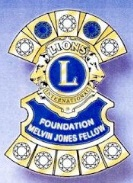 LIONS
L
INTERNATIONAL
FOUNDATION
MELVIN JONES FELLOW